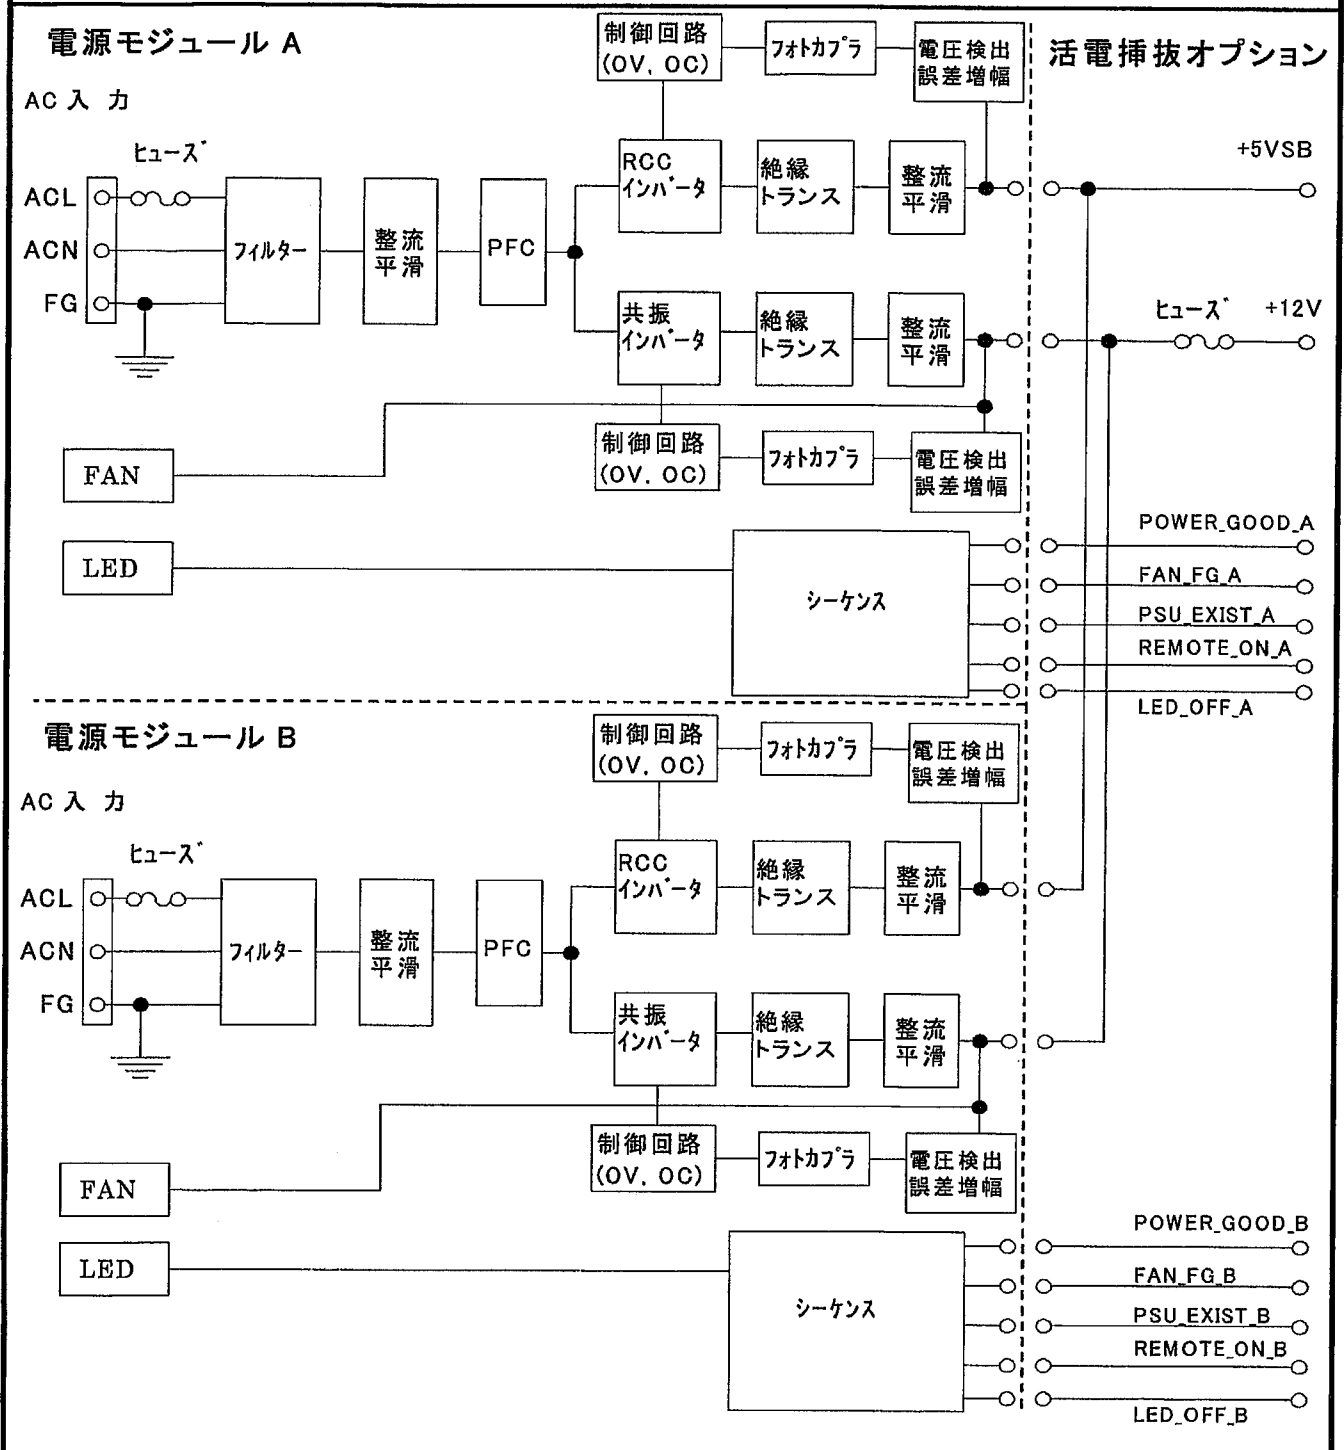 電源モジュール A
活電挿抜オプション
AC 入 力
制御回路
(OV, OC)
フォトカプラ
電圧検出
誤差増幅
ヒューズ
ACL
ACN
FG
フィルター
整流
平滑
PFC
RCC
インバータ
絶縁
トランス
整流
平滑
+5VSB
共振
インバータ
絶縁
トランス
整流
平滑
ヒューズ
+12V
制御回路
(OV, OC)
フォトカプラ
電圧検出
誤差増幅
FAN
LED
シーケンス
POWER_GOOD_A
FAN_FG_A
PSU_EXIST_A
REMOTE_ON_A
LED_OFF_A
電源モジュール B
AC 入 力
制御回路
(OV, OC)
フォトカプラ
電圧検出
誤差増幅
ヒューズ
ACL
ACN
FG
フィルター
整流
平滑
PFC
RCC
インバータ
絶縁
トランス
整流
平滑
共振
インバータ
絶縁
トランス
整流
平滑
制御回路
(OV, OC)
フォトカプラ
電圧検出
誤差増幅
FAN
LED
シーケンス
POWER_GOOD_B
FAN_FG_B
PSU_EXIST_B
REMOTE_ON_B
LED_OFF_B